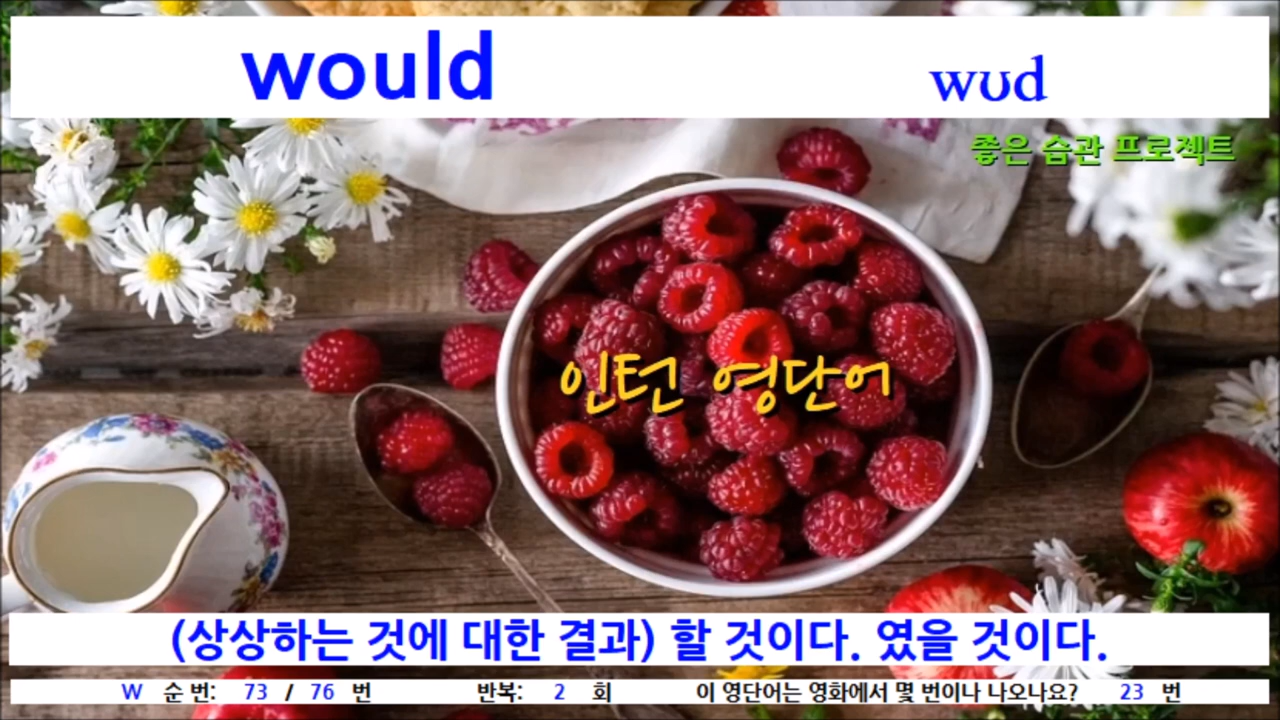 would wʊd
좋은 습관 프로젝트
인턴 영단어
(상상하는 것에 대한 결과) 할 것이다. 였을 것이다.
W 순 번: 73 / 76 번 반복: 2 회 이 영단어는 영화에서 몇 번이나 나오나요? 23 번